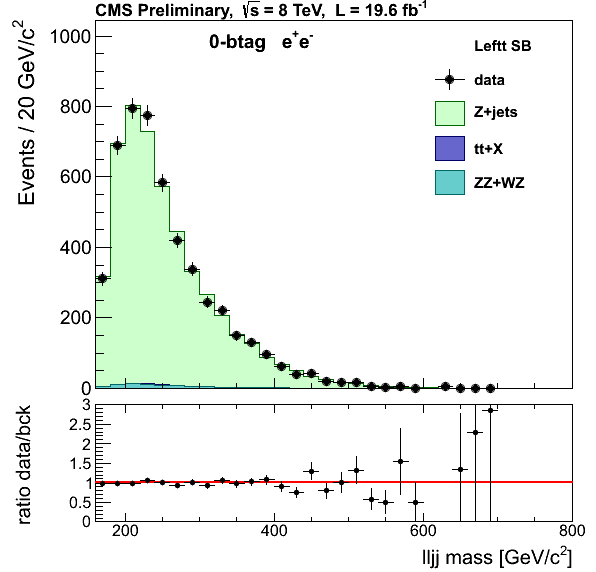 CMS Preliminary, √s = 8 TeV, L = 19.6 fb⁻¹
0-btag e⁺e⁻
Leftt SB
data
Z+jets
tt+X
ZZ+WZ
Events / 20 GeV/c²
1000
800
600
400
200
0
ratio data/bck
3
2.5
2
1.5
1
0.5
0
200 400 600 800
lljj mass [GeV/c²]